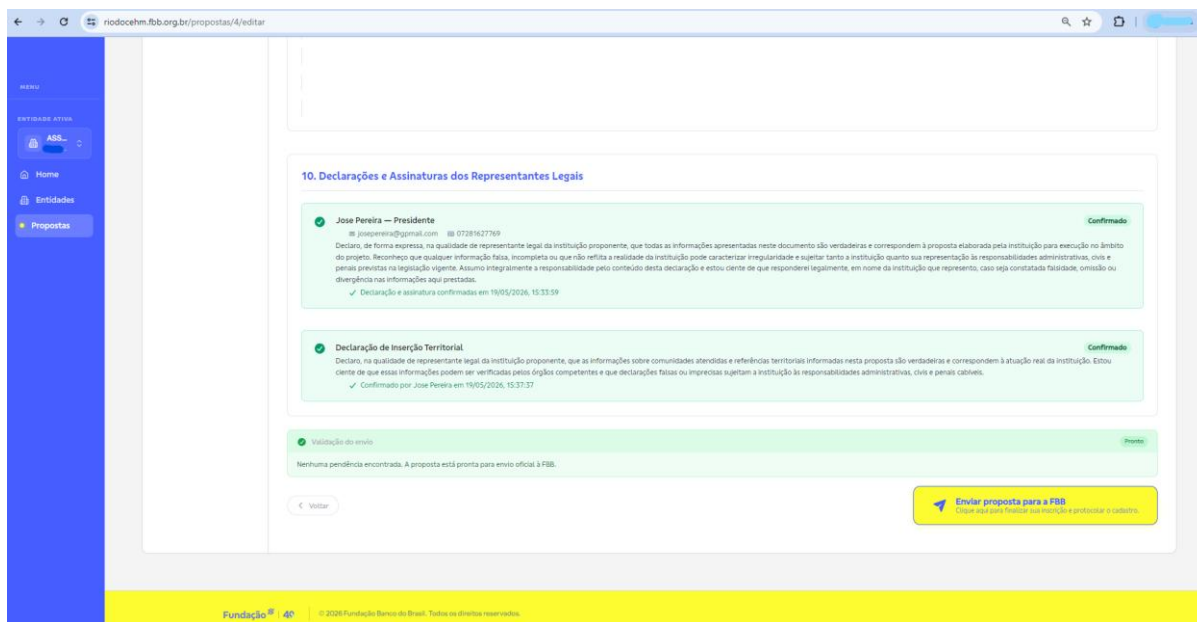 riodocehm.fbb.org.br/propostas/4/editar
MENU
ENTIDADE ATIVA
ASS...
Home
Entidades
Propostas
10. Declarações e Assinaturas dos Representantes Legais
Jose Pereira — Presidente
Confirmado
josepereira@gpmail.com 07281627769
Declaro, de forma expressa, na qualidade de representante legal da instituição proponente, que todas as informações apresentadas neste documento são verdadeiras e correspondem à proposta elaborada pela instituição para execução no âmbito
do projeto. Reconheço que qualquer informação falsa, incompleta ou que não reflita a realidade da instituição pode caracterizar irregularidade e sujeitar tanto a instituição quanto sua representação às responsabilidades administrativas, civis e
penais previstas na legislação vigente. Assumo integralmente a responsabilidade pelo conteúdo desta declaração e estou ciente de que responderei legalmente, em nome da instituição que represento, caso seja constatada falsidade, omissão ou
divergência nas informações aqui prestadas.
✓ Declaração e assinatura confirmadas em 19/05/2026, 15:33:59
Declaração de Inserção Territorial
Confirmado
Declaro, na qualidade de representante legal da instituição proponente, que as informações sobre comunidades atendidas e referências territoriais informadas nesta proposta são verdadeiras e correspondem à atuação real da instituição. Estou
ciente de que essas informações podem ser verificadas pelos órgãos competentes e que declarações falsas ou imprecisas sujeitam a instituição às responsabilidades administrativas, civis e penais cabíveis.
✓ Confirmado por Jose Pereira em 19/05/2026, 15:37:37
Validação do envio
Pronto
Nenhuma pendência encontrada. A proposta está pronta para envio oficial à FBB.
Voltar
Enviar proposta para a FBB
Clique aqui para finalizar sua inscrição e protocolar o cadastro.
Fundação 40
© 2026 Fundação Banco do Brasil. Todos os direitos reservados.